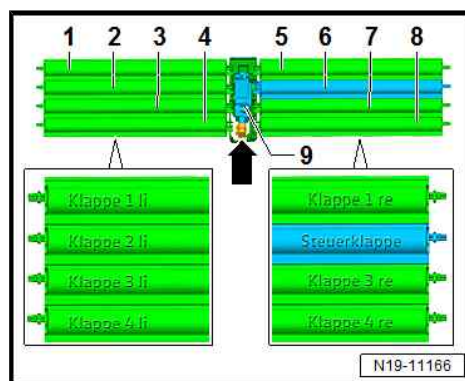 1 2 3 4 5 6 7 8
9
Klappe 1 li
Klappe 2 li
Klappe 3 li
Klappe 4 li
Klappe 1 re
Steuerklappe
Klappe 3 re
Klappe 4 re
N19-11166